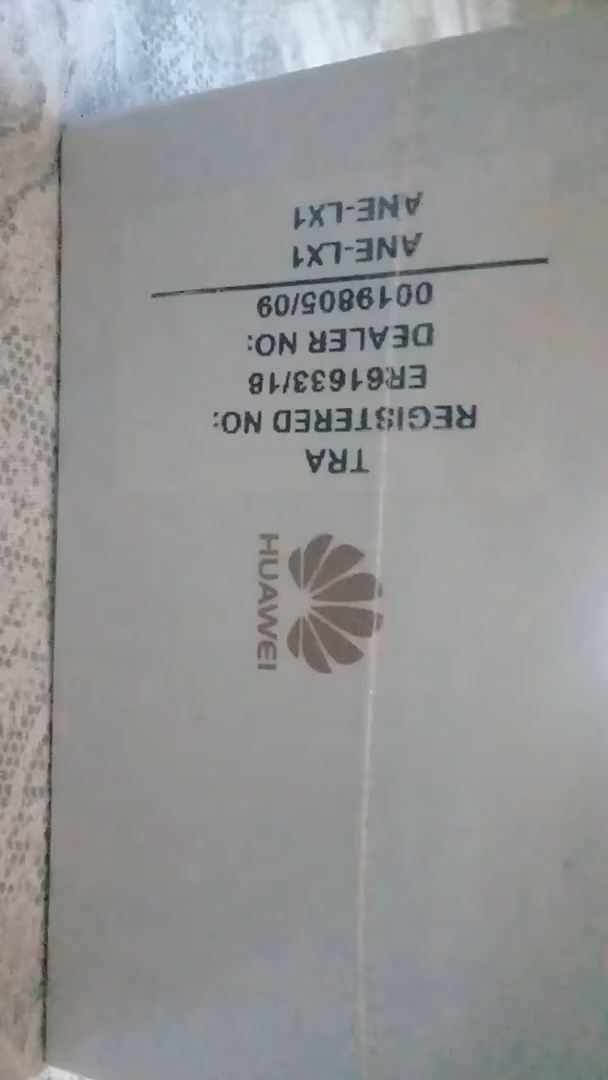 TRA
REGISTERED NO:
ER61633/18
DEALER NO:
0019805/09
ANE-LX1
ANE-LX1
HUAWEI